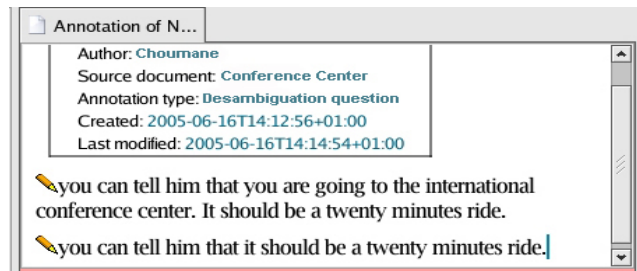 Annotation of N...
Author: Choumane
Source document: Conference Center
Annotation type: Desambiguation question
Created: 2005-06-16T14:12:56+01:00
Last modified: 2005-06-16T14:14:54+01:00
you can tell him that you are going to the international
conference center. It should be a twenty minutes ride.
you can tell him that it should be a twenty minutes ride.